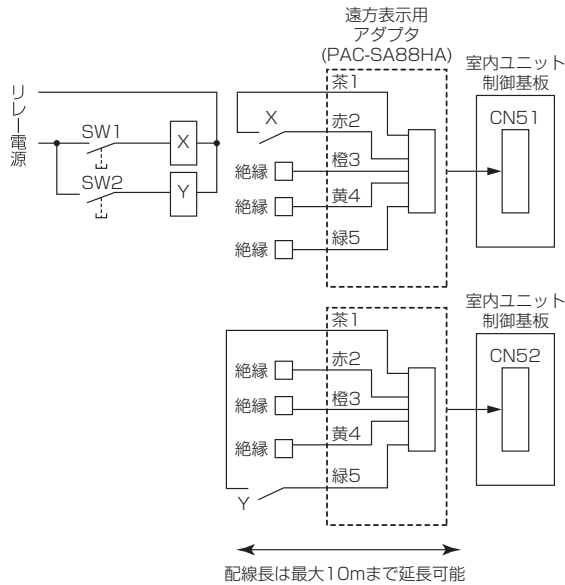 遠方表示用
アダプタ
(PAC-SA88HA)
室内ユニット
制御基板
リレー電源
SW1
X
SW2
Y
X
茶1
赤2
絶縁
橙3
絶縁
黄4
絶縁
緑5
CN51
室内ユニット
制御基板
茶1
絶縁
赤2
絶縁
橙3
絶縁
黄4
緑5
Y
CN52
配線長は最大10mまで延長可能